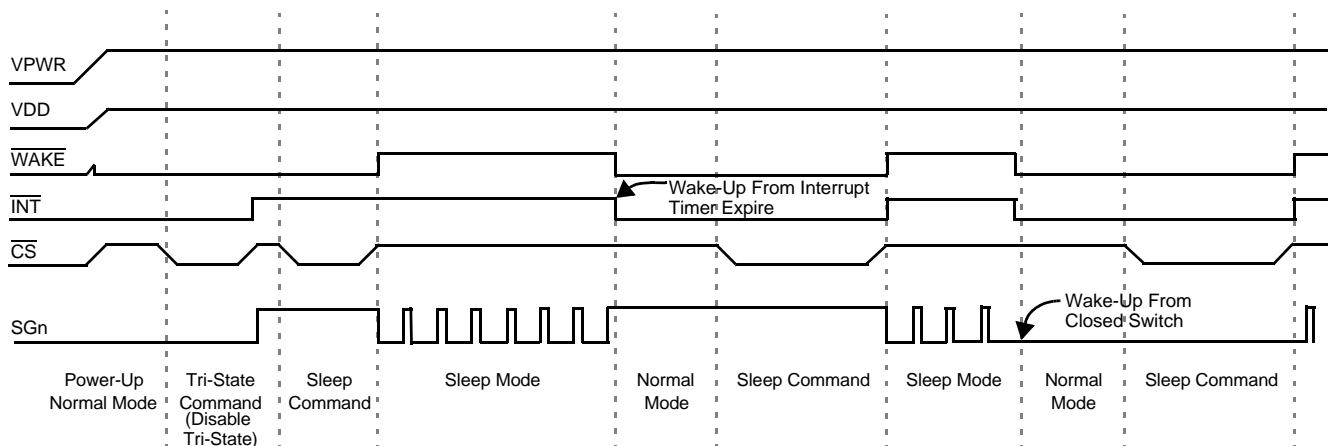 VPWR
VDD
WAKE
INT
CS
SGn
Wake-Up From Interrupt
Timer Expire
Wake-Up From
Closed Switch
Power-Up
Normal Mode
Tri-State
Command
(Disable
Tri-State)
Sleep
Command
Sleep Mode
Normal
Mode
Sleep Command
Sleep Mode
Normal
Mode
Sleep Command